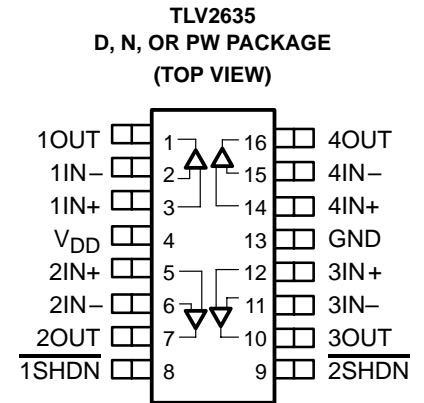 TLV2635
D, N, OR PW PACKAGE
(TOP VIEW)
1OUT 1 16 4OUT
1IN− 2 15 4IN−
1IN+ 3 14 4IN+
VDD 4 13 GND
2IN+ 5 12 3IN+
2IN− 6 11 3IN−
2OUT 7 10 3OUT
1SHDN 8 9 2SHDN